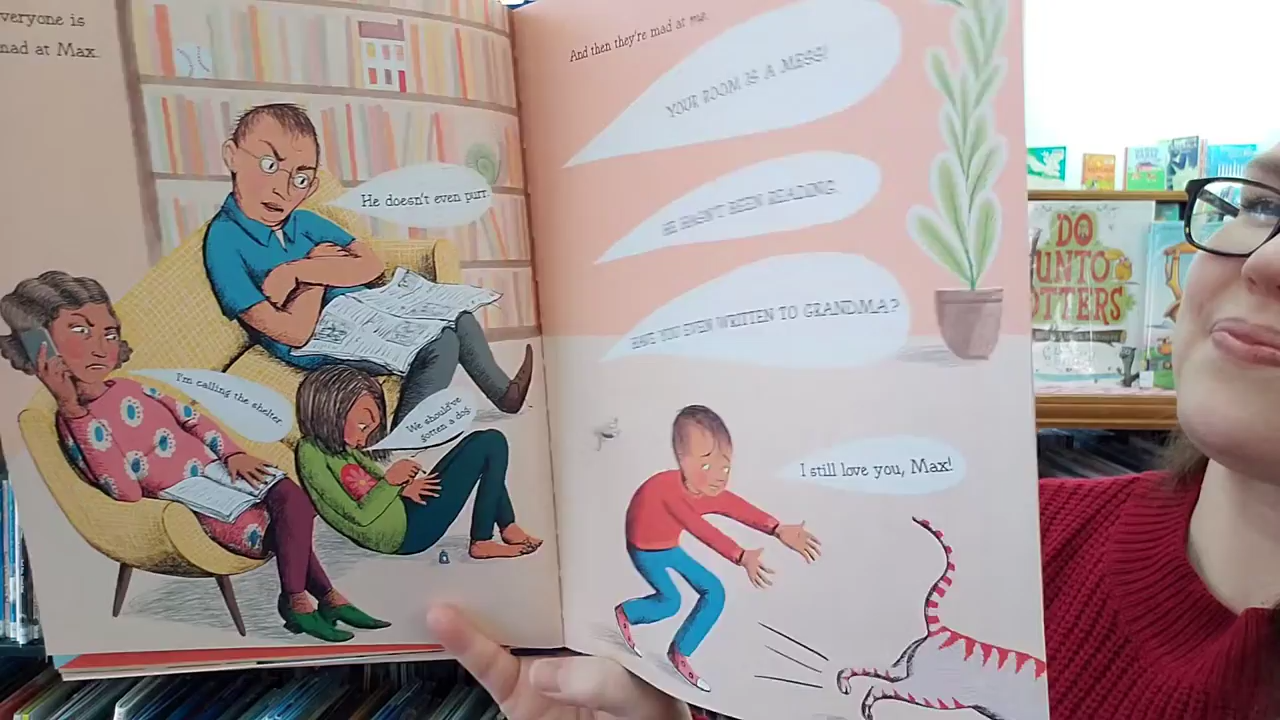 everyone is
mad at Max.
He doesn't even purr.
I'm calling the shelter.
We should've
gotten a dog.
And then they're mad at me.
YOUR ROOM IS A MESS!
HE HASN'T BEEN READING.
HAVE YOU EVEN WRITTEN TO GRANDMA?
I still love you, Max!
DO
UNTO
OTTERS